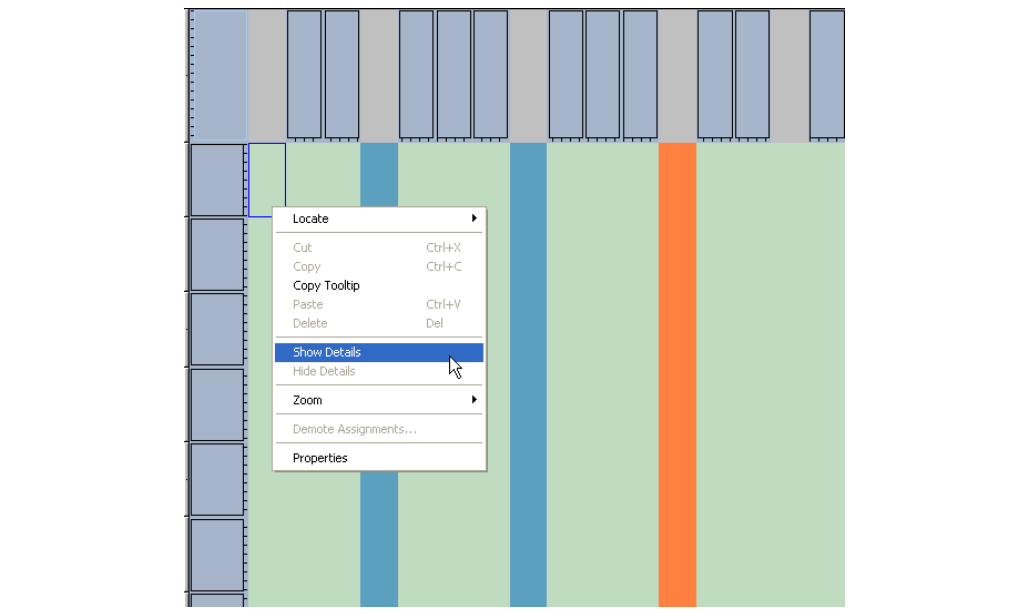 Locate
Cut Ctrl+X
Copy Ctrl+C
Copy Tooltip
Paste Ctrl+V
Delete Del
Show Details
Hide Details
Zoom
Demote Assignments...
Properties